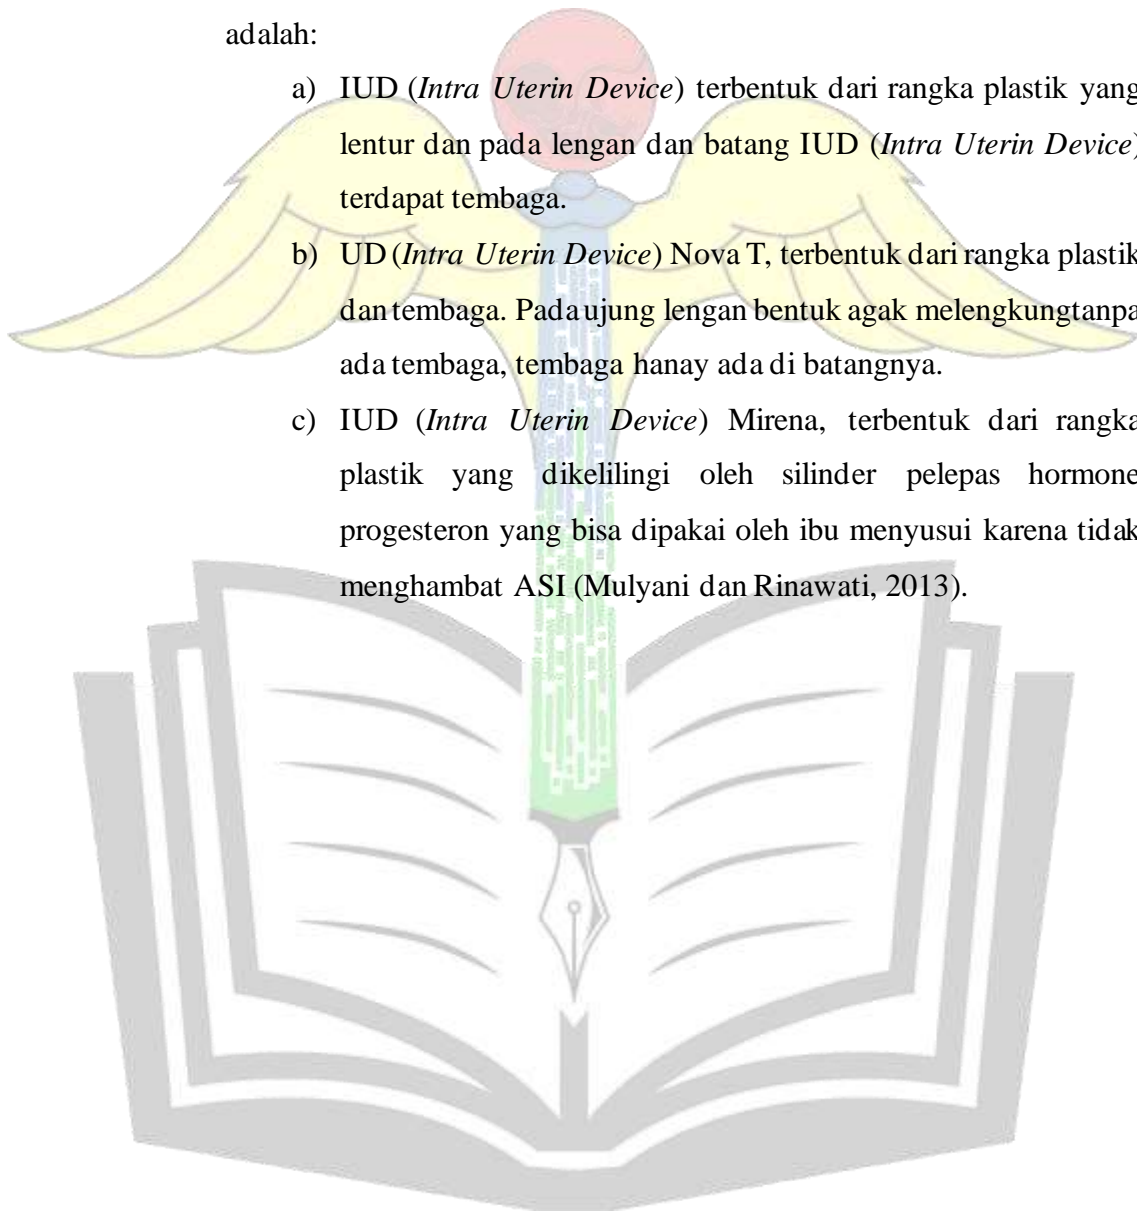 adalah:
a) IUD (Intra Uterin Device) terbentuk dari rangka plastik yang
lentur dan pada lengan dan batang IUD (Intra Uterin Device)
terdapat tembaga.
b) UD (Intra Uterin Device) Nova T, terbentuk dari rangka plastik
dan tembaga. Pada ujung lengan bentuk agak melengkungtanpa
ada tembaga, tembaga hanay ada di batangnya.
c) IUD (Intra Uterin Device) Mirena, terbentuk dari rangka
plastik yang dikelilingi oleh silinder pelepas hormone
progesteron yang bisa dipakai oleh ibu menyusui karena tidak
menghambat ASI (Mulyani dan Rinawati, 2013).